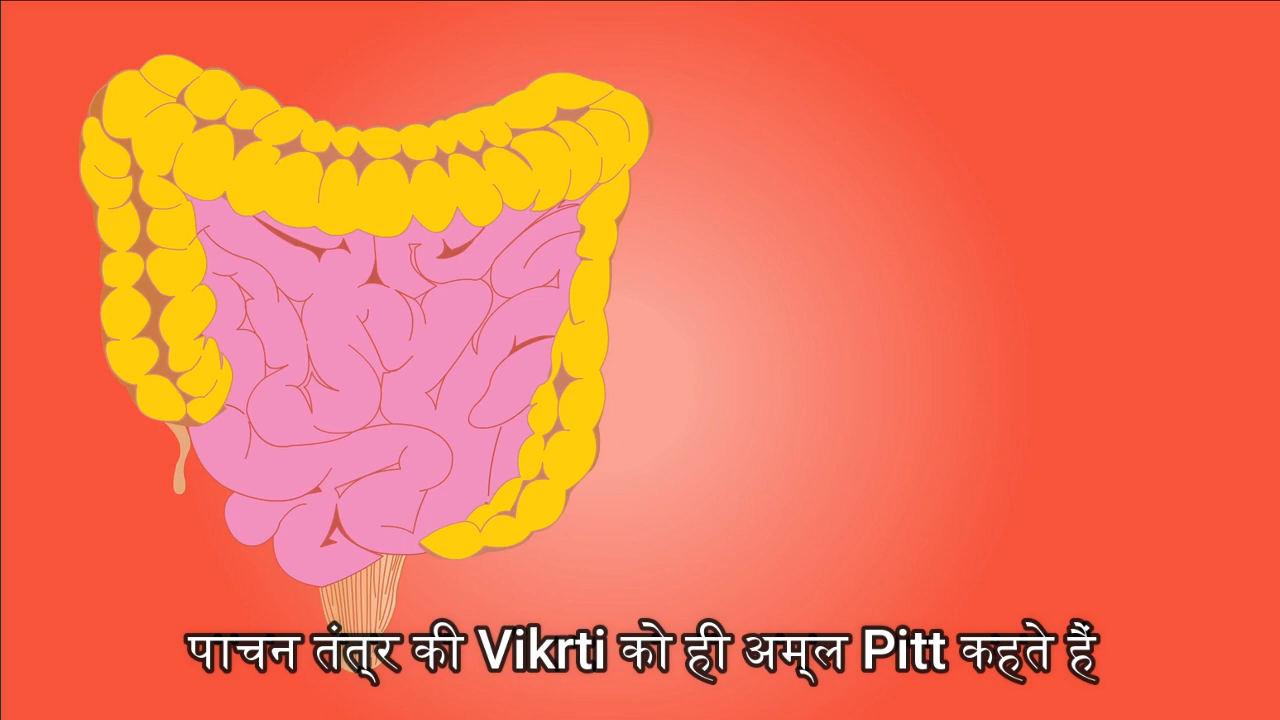 पाचन तंत्र की Vikrti को ही अम्ल Pitt कहते हैं